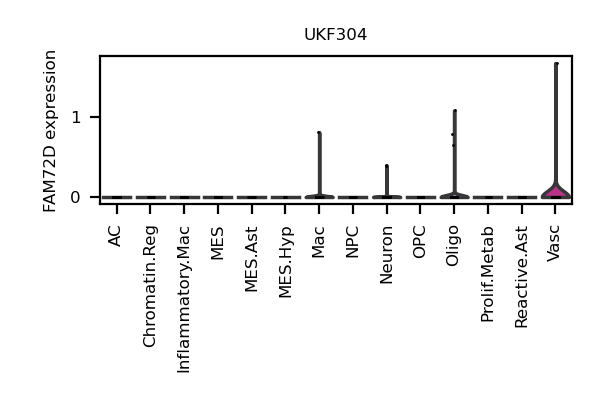 UKF304
FAM72D expression
1
0
AC
Chromatin.Reg
Inflammatory.Mac
MES
MES.Ast
MES.Hyp
Mac
NPC
Neuron
OPC
Oligo
Prolif.Metab
Reactive.Ast
Vasc